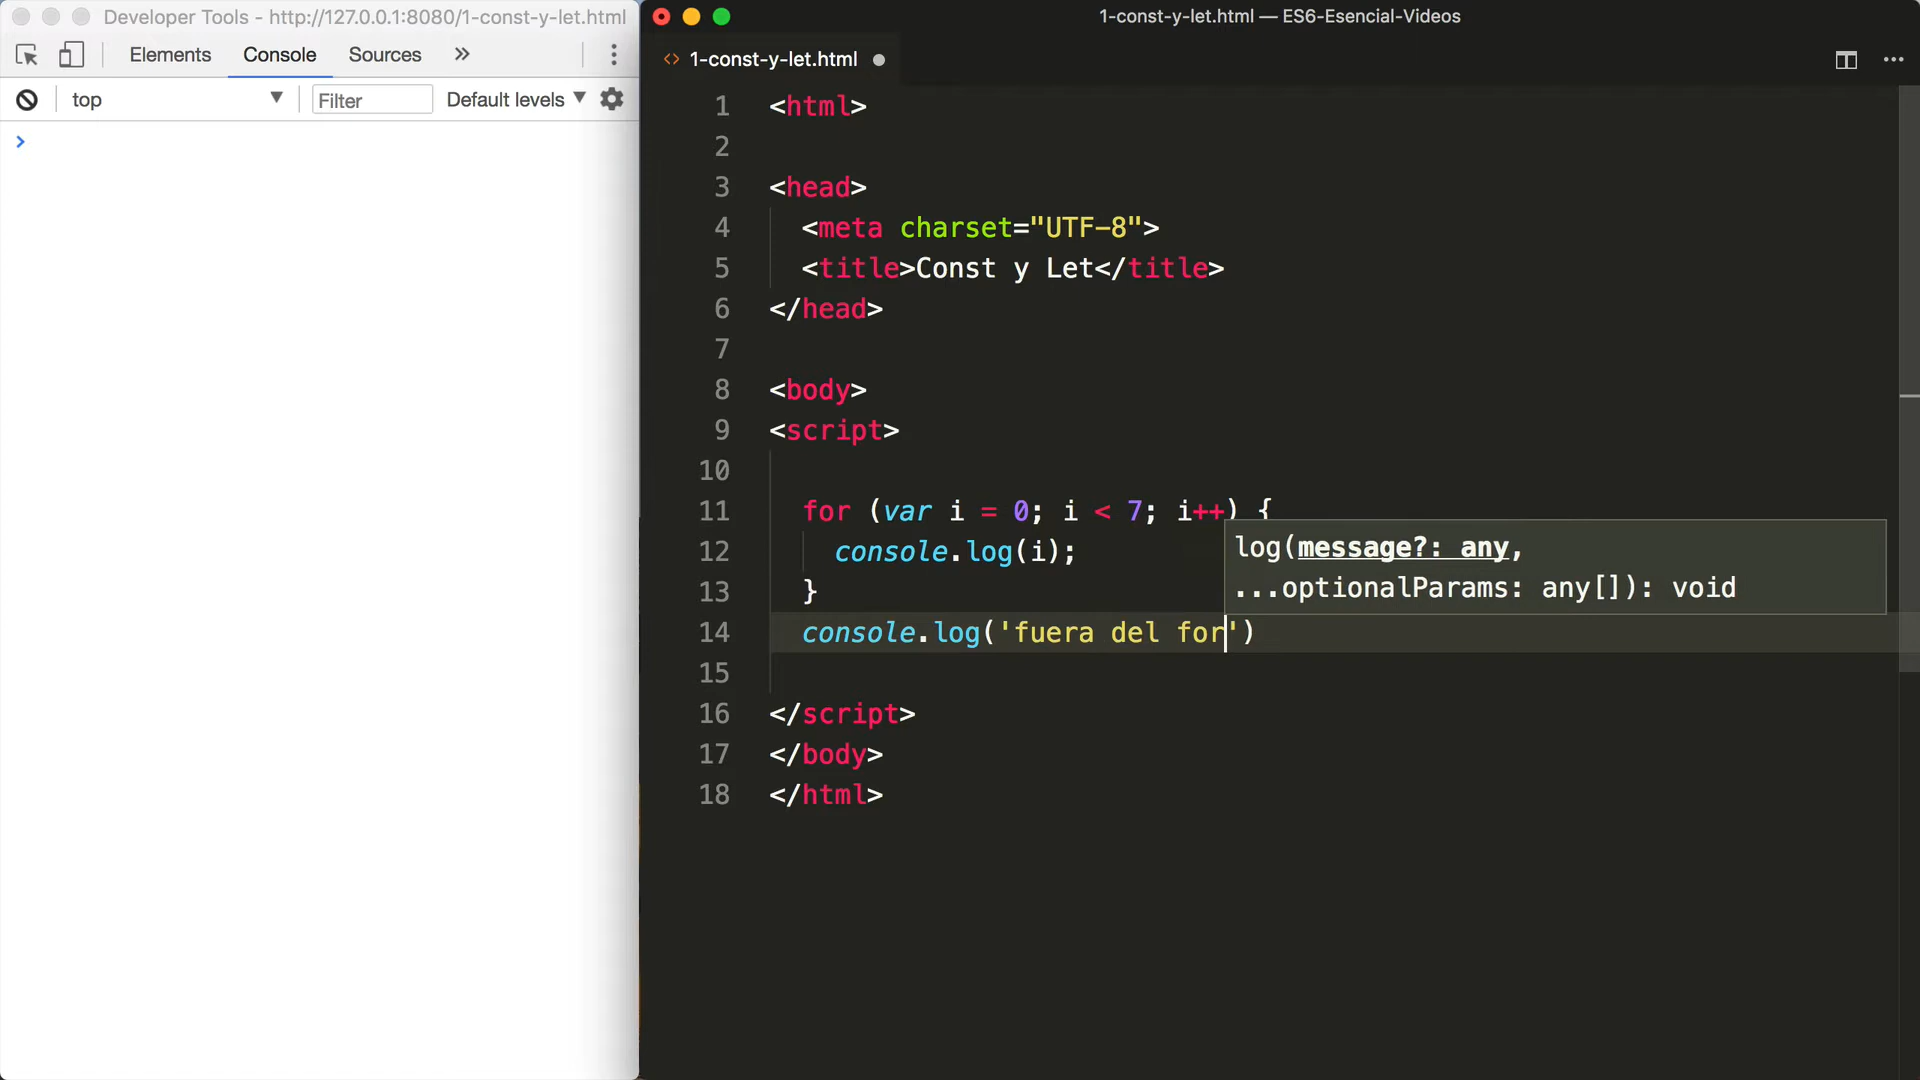 Developer Tools - http://127.0.0.1:8080/1-const-y-let.html
Elements Console Sources »
top Filter Default levels
1-const-y-let.html — ES6-Esencial-Videos
<> 1-const-y-let.html
1 <html>
2
3 <head>
4 <meta charset="UTF-8">
5 <title>Const y Let</title>
6 </head>
7
8 <body>
9 <script>
10
11 for (var i = 0; i < 7; i++) {
12 console.log(i);
13 }
log(message?: any,
...optionalParams: any[]): void
14 console.log('fuera del for')
15
16 </script>
17 </body>
18 </html>